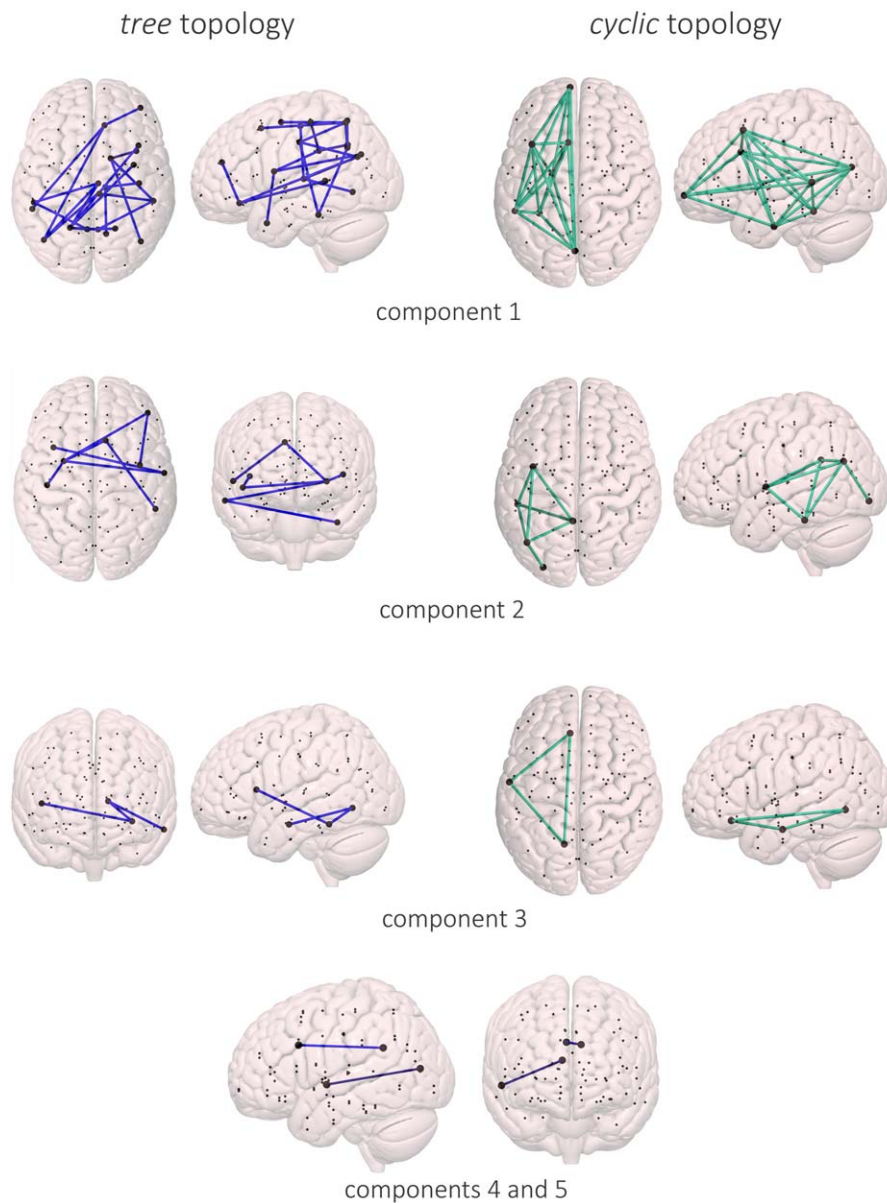 tree topology
cyclic topology
component 1
component 2
component 3
components 4 and 5